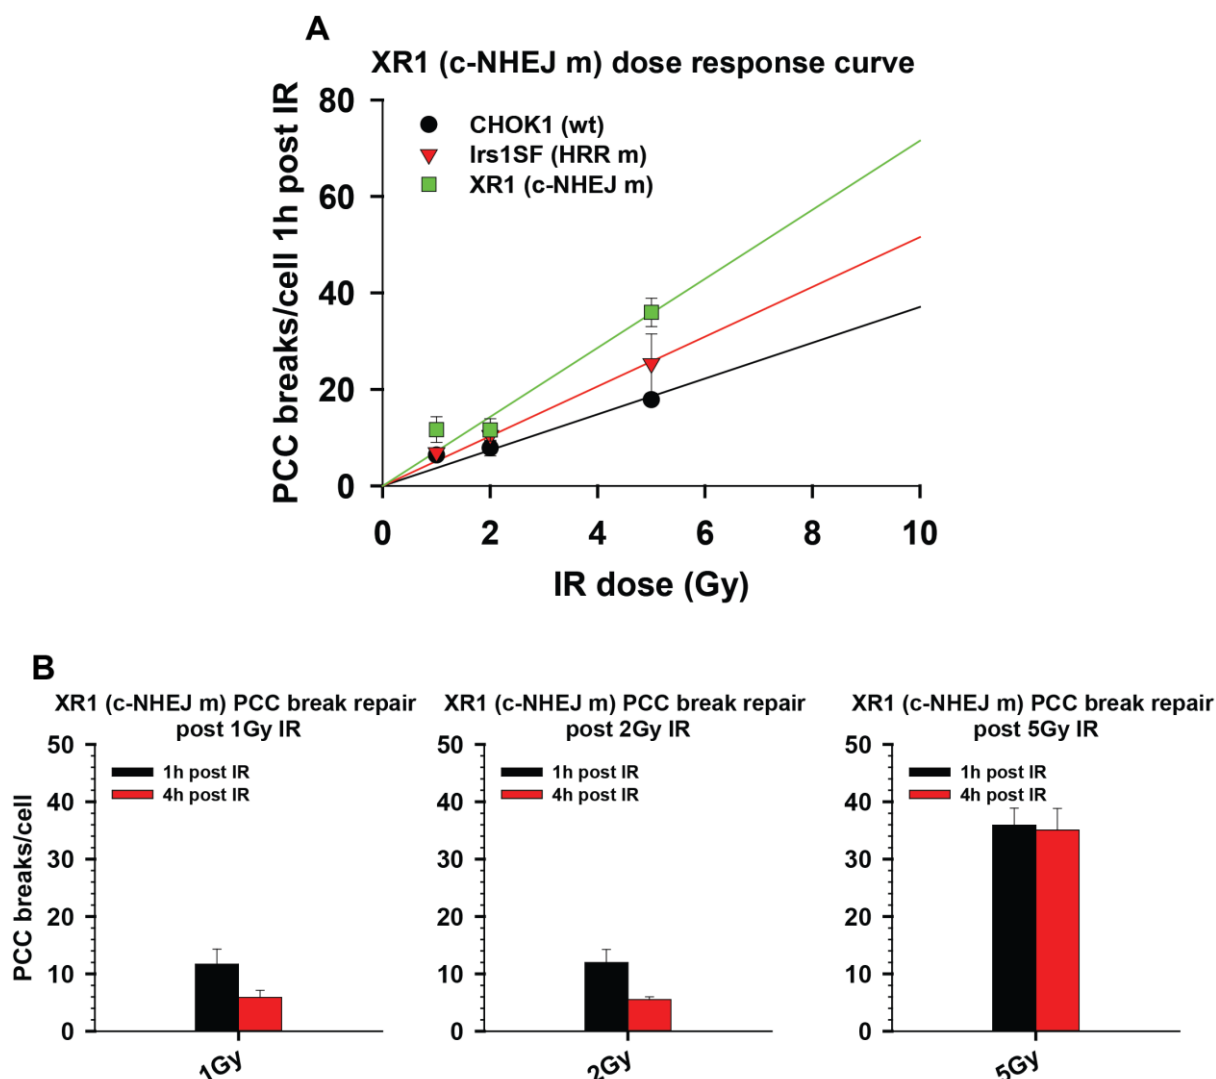 A
XR1 (c-NHEJ m) dose response curve
PCC breaks/cell 1h post IR
80
60
40
20
0
CHOK1 (wt)
Irs1SF (HRR m)
XR1 (c-NHEJ m)
0 2 4 6 8 10
IR dose (Gy)
B
XR1 (c-NHEJ m) PCC break repair
post 1Gy IR
PCC breaks/cell
50
40
30
20
10
0
1h post IR
4h post IR
1Gy
XR1 (c-NHEJ m) PCC break repair
post 2Gy IR
50
40
30
20
10
0
1h post IR
4h post IR
2Gy
XR1 (c-NHEJ m) PCC break repair
post 5Gy IR
50
40
30
20
10
0
1h post IR
4h post IR
5Gy